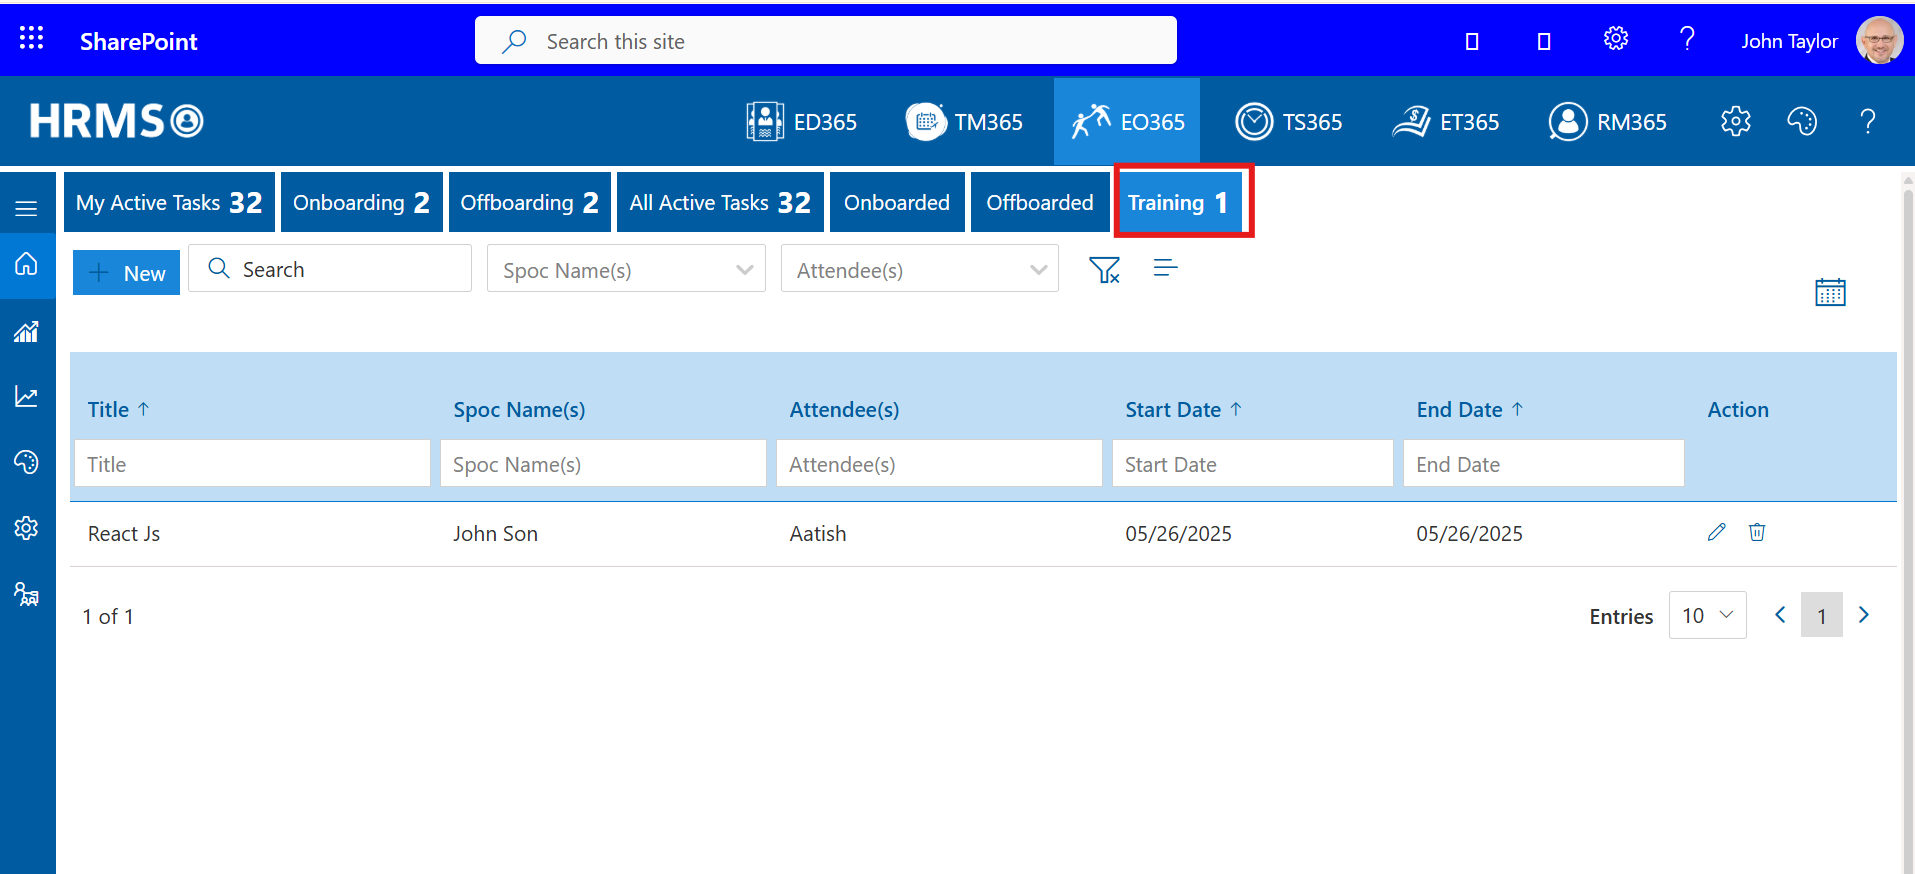 SharePoint
Search this site
John Taylor
HRMS
ED365
TM365
EO365
TS365
ET365
RM365
My Active Tasks 32
Onboarding 2
Offboarding 2
All Active Tasks 32
Onboarded
Offboarded
Training 1
New
Search
Spoc Name(s)
Attendee(s)
Title Spoc Name(s) Attendee(s) Start Date End Date Action
Title Spoc Name(s) Attendee(s) Start Date End Date
React Js John Son Aatish 05/26/2025 05/26/2025
1 of 1
Entries 10 1